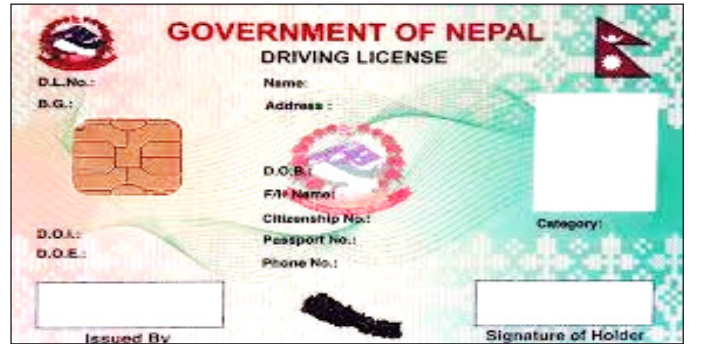 GOVERNMENT OF NEPAL
DRIVING LICENSE
D.L.No.:
Name:
B.G.:
Address :
D.O.B.:
F/H Name:
Citizenship No.:
D.O.I.:
Passport No.:
Category:
D.O.E.:
Phone No.:
Issued By
Signature of Holder